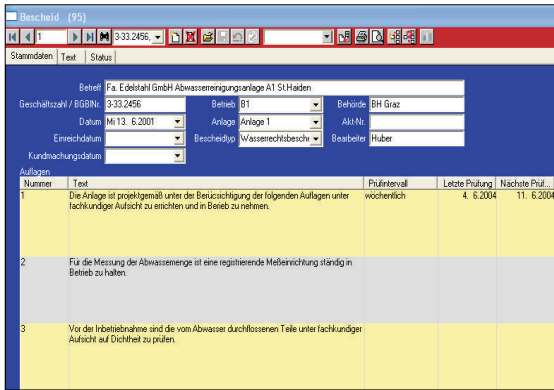 Bescheid (95)
1 3-33.2456,
Stammdaten Text Status
Betreff Fa. Edelstahl GmbH Abwasserreinigungsanlage A1 St.Haiden
Geschäftszahl / BGBlNr. 3-33.2456 Betrieb B1 Behörde BH Graz
Datum Mi 13. 6.2001 Anlage Anlage 1 Akt-Nr.
Einreichdatum Bescheidtyp Wasserrechtsbesche Bearbeiter Huber
Kundmachungsdatum
Auflagen
Nummer Text Prüfintervall Letzte Prüfung Nächste Prüf...
1 Die Anlage ist projektgemäß unter der Berücsichtigung der folgenden Auflagen unter wöchentlich 4. 6.2004 11. 6.2004
fachkundiger Aufsicht zu errichten und in Berieb zu nehmen.
2 Für die Messung der Abwassemenge ist eine registrierende Meßeinrichtung ständig in
Betrieb zu halten.
3 Vor der Inbetriebnahme sind die vom Abwasser durchflossenen Teile unter fachkundiger
Aufsicht auf Dichtheit zu prüfen.